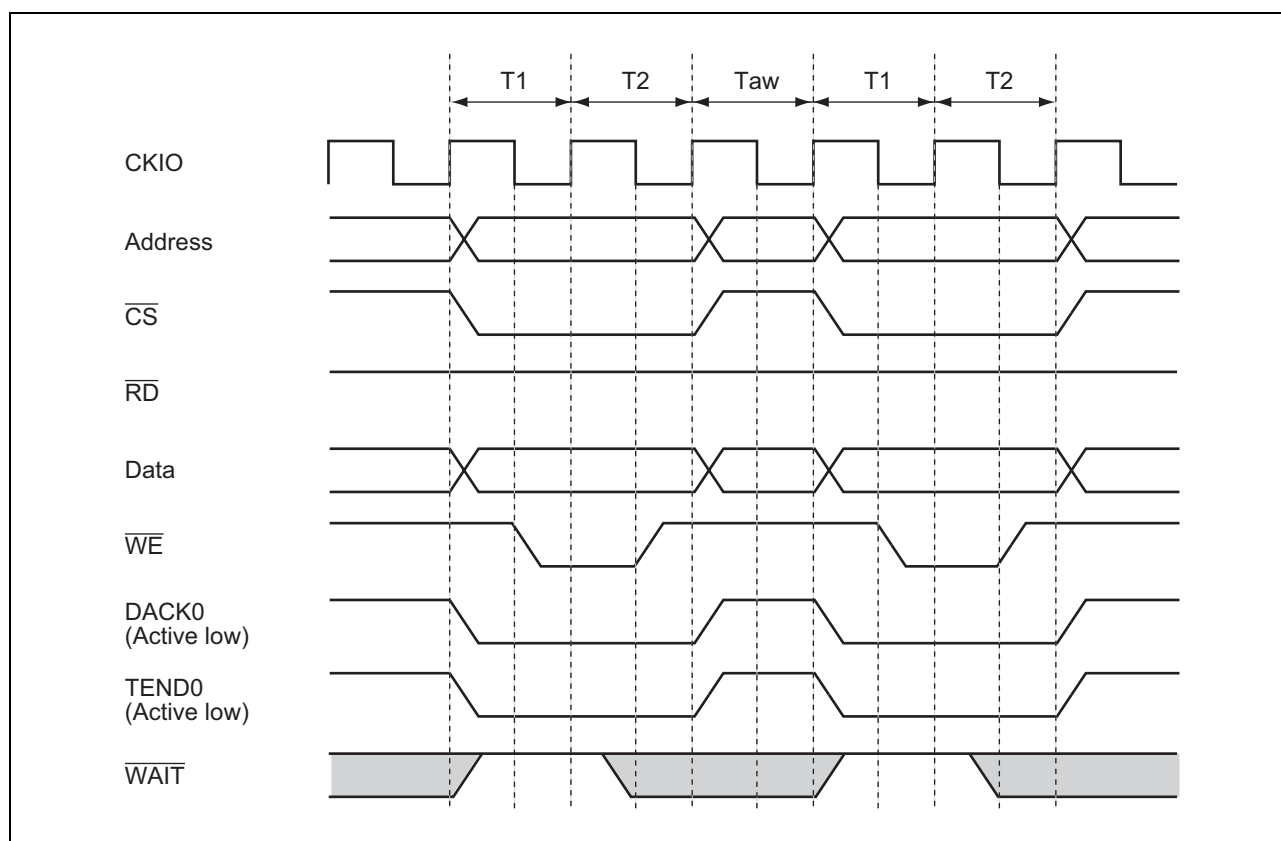 T1 T2 Taw T1 T2
CKIO
Address
CS
RD
Data
WE
DACK0
(Active low)
TEND0
(Active low)
WAIT